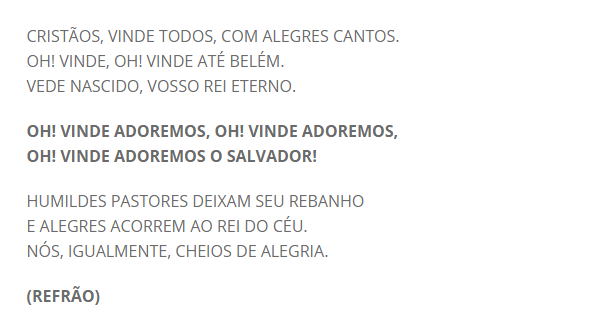 CRISTÃOS, VINDE TODOS, COM ALEGRES CANTOS.
OH! VINDE, OH! VINDE ATÉ BELÉM.
VEDE NASCIDO, VOSSO REI ETERNO.
OH! VINDE ADOREMOS, OH! VINDE ADOREMOS,
OH! VINDE ADOREMOS O SALVADOR!
HUMILDES PASTORES DEIXAM SEU REBANHO
E ALEGRES ACORREM AO REI DO CÉU.
NÓS, IGUALMENTE, CHEIOS DE ALEGRIA.
(REFRÃO)